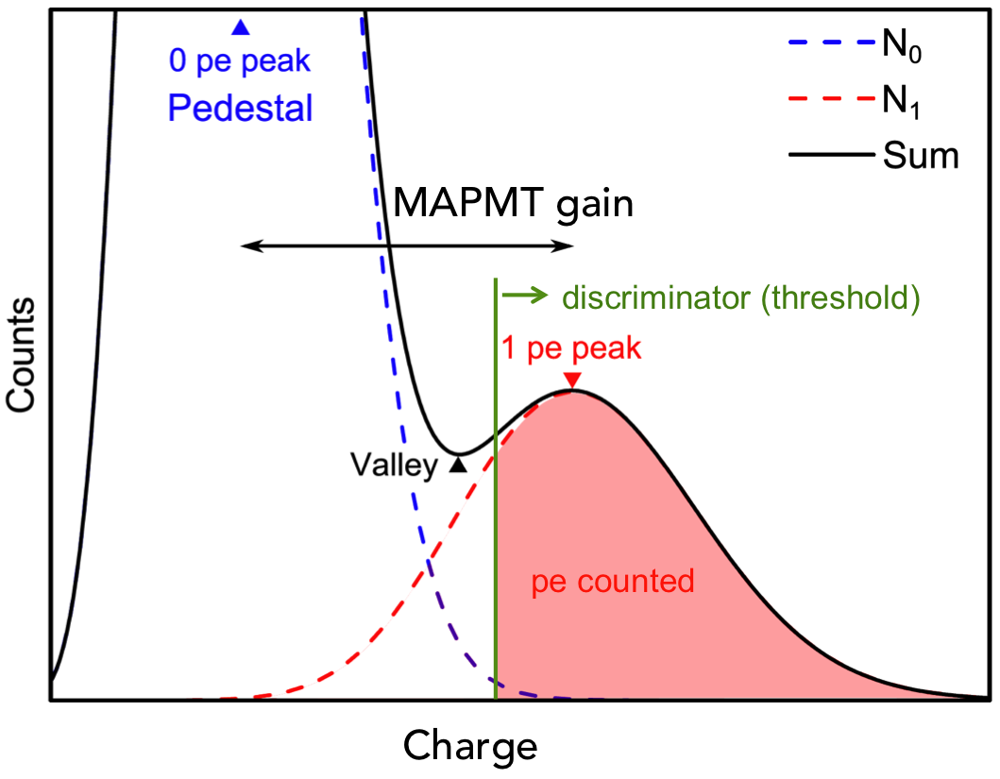 0 pe peak
Pedestal
N₀
N₁
Sum
MAPMT gain
discriminator (threshold)
1 pe peak
Valley
pe counted
Counts
Charge